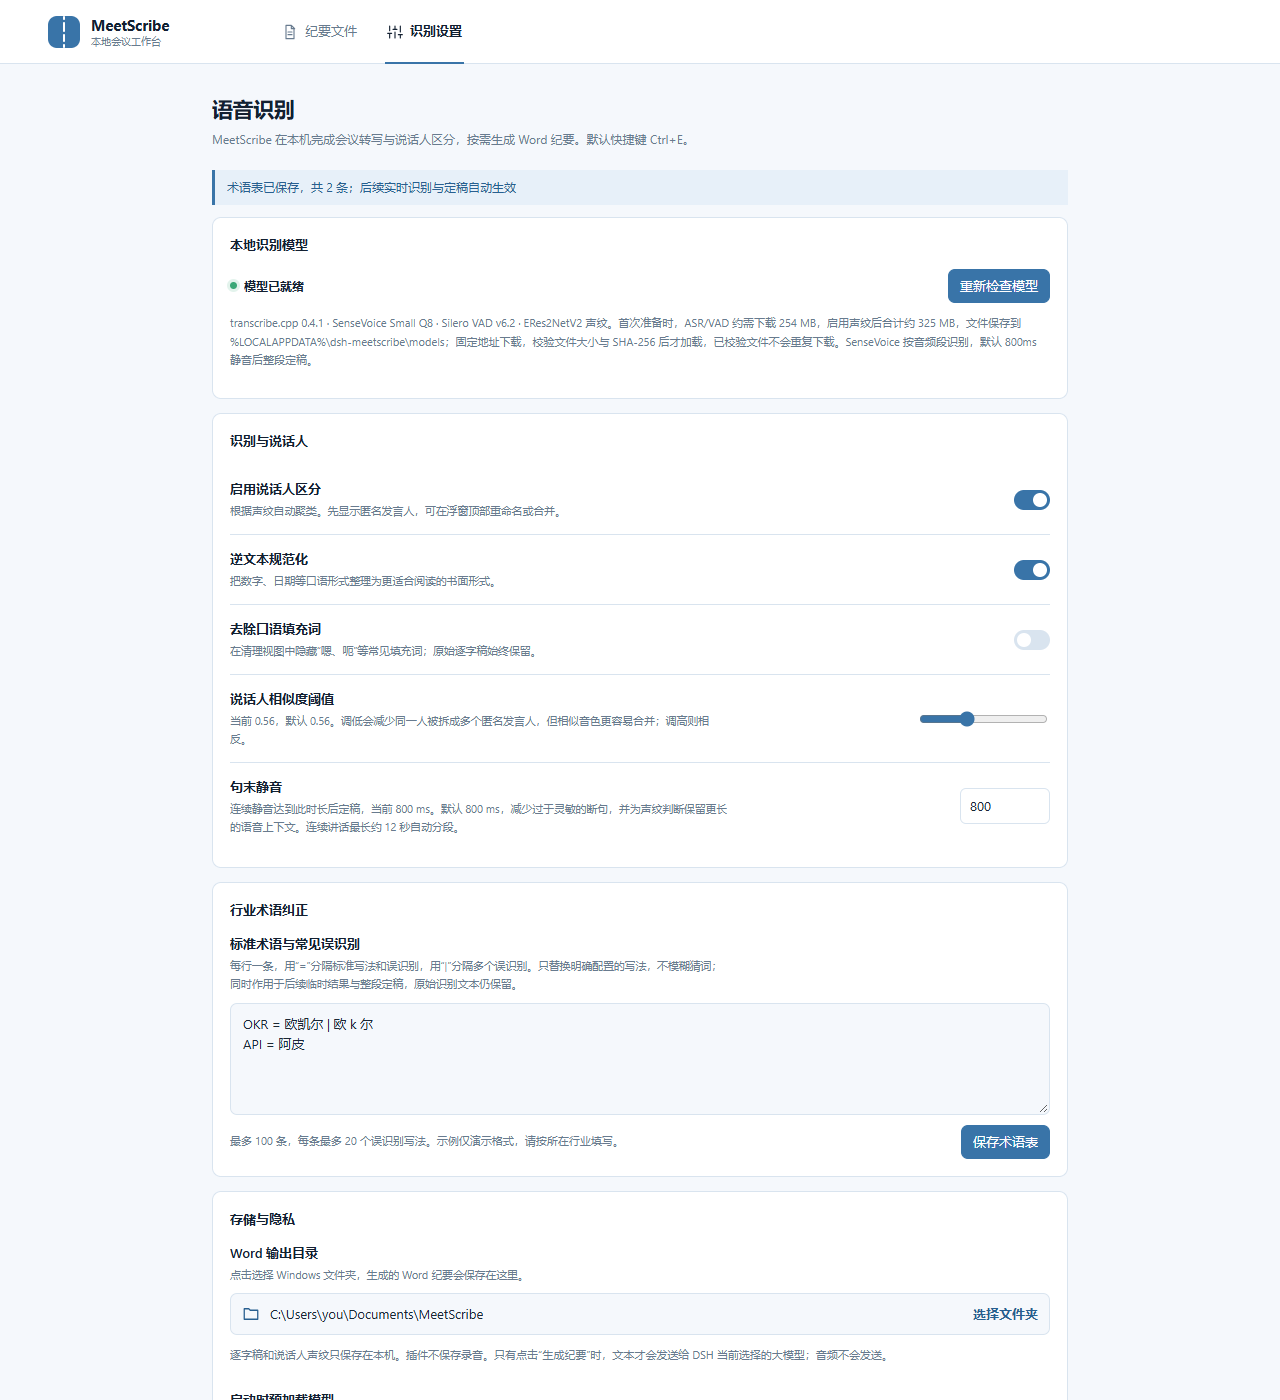 MeetScribe
本地会议工作台
纪要文件
识别设置
语音识别
MeetScribe 在本机完成会议转写与说话人区分，按需生成 Word 纪要。默认快捷键 Ctrl+E。
术语表已保存，共 2 条；后续实时识别与定稿自动生效
本地识别模型
模型已就绪
重新检查模型
transcribe.cpp 0.4.1 · SenseVoice Small Q8 · Silero VAD v6.2 · ERes2NetV2 声纹。首次准备时，ASR/VAD 约需下载 254 MB，启用声纹后合计约 325 MB，文件保存到
%LOCALAPPDATA%\dsh-meetscribe\models；固定地址下载，校验文件大小与 SHA-256 后才加载，已校验文件不会重复下载。SenseVoice 按音频段识别，默认 800ms
静音后整段定稿。
识别与说话人
启用说话人区分
根据声纹自动聚类。先显示匿名发言人，可在浮窗顶部重命名或合并。
逆文本规范化
把数字、日期等口语形式整理为更适合阅读的书面形式。
去除口语填充词
在清理视图中隐藏“嗯、呃”等常见填充词；原始逐字稿始终保留。
说话人相似度阈值
当前 0.56，默认 0.56。调低会减少同一人被拆成多个匿名发言人，但相似音色更容易合并；调高则相
反。
句末静音
连续静音达到此时长后定稿，当前 800 ms。默认 800 ms，减少过于灵敏的断句，并为声纹判断保留更长
的语音上下文。连续讲话最长约 12 秒自动分段。
800
行业术语纠正
标准术语与常见误识别
每行一条，用“=”分隔标准写法和误识别，用“|”分隔多个误识别。只替换明确配置的写法，不模糊猜词；
同时作用于后续临时结果与整段定稿，原始识别文本仍保留。
OKR = 欧凯尔 | 欧 k 尔
API = 阿皮
最多 100 条，每条最多 20 个误识别写法。示例仅演示格式，请按所在行业填写。
保存术语表
存储与隐私
Word 输出目录
点击选择 Windows 文件夹，生成的 Word 纪要会保存在这里。
C:\Users\you\Documents\MeetScribe
选择文件夹
逐字稿和说话人声纹只保存在本机。插件不保存录音。只有点击“生成纪要”时，文本才会发送给 DSH 当前选择的大模型；音频不会发送。
启动时预加载模型